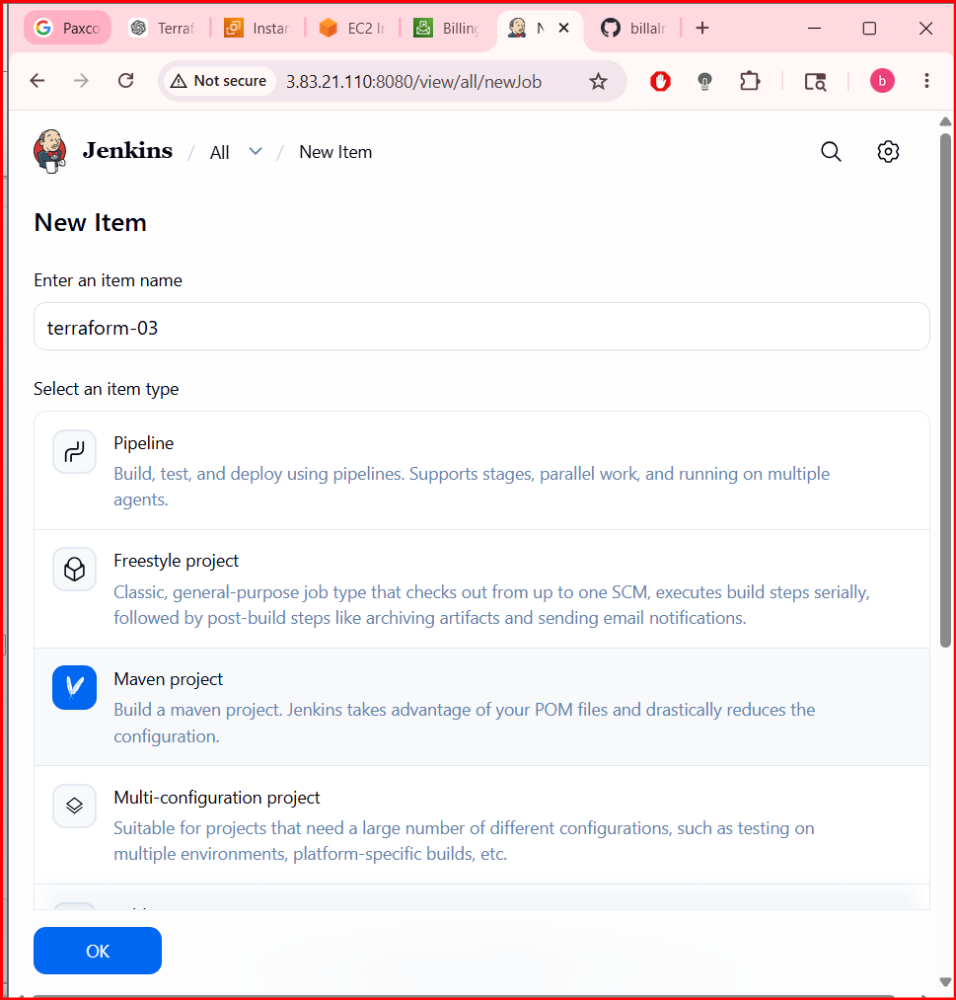 Paxco
Terraf
Instar
EC2 In
Billing
N
billalr
Not secure
3.83.21.110:8080/view/all/newJob
b
Jenkins / All / New Item
New Item
Enter an item name
terraform-03
Select an item type
Pipeline
Build, test, and deploy using pipelines. Supports stages, parallel work, and running on multiple
agents.
Freestyle project
Classic, general-purpose job type that checks out from up to one SCM, executes build steps serially,
followed by post-build steps like archiving artifacts and sending email notifications.
Maven project
Build a maven project. Jenkins takes advantage of your POM files and drastically reduces the
configuration.
Multi-configuration project
Suitable for projects that need a large number of different configurations, such as testing on
multiple environments, platform-specific builds, etc.
OK